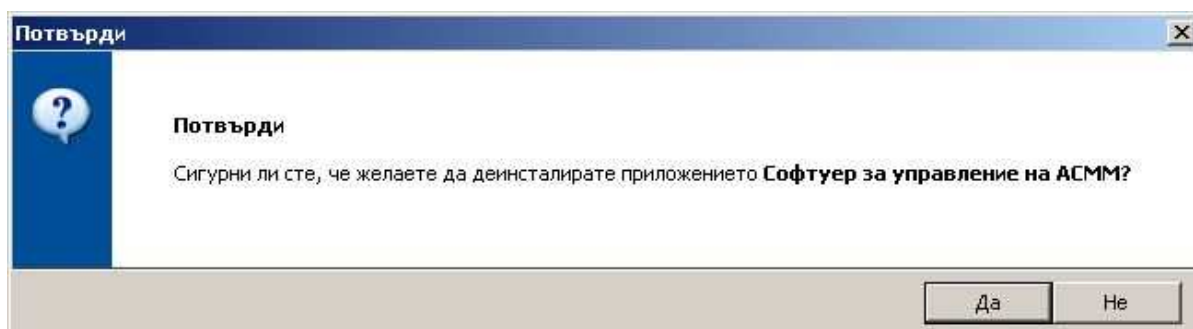 Потвърди
Потвърди
Сигурни ли сте, че желаете да деинсталирате приложението Софтуер за управление на АСММ?
Да
Не